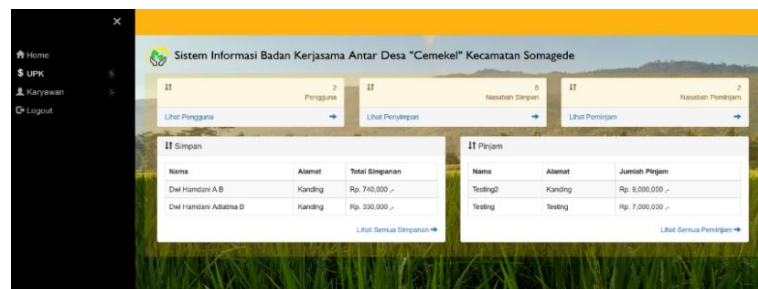 ×
Home
$ UPK
Karyawan
Logout
Sistem Informasi Badan Kerjasama Antar Desa "Cemekel" Kecamatan Somagede
2
Pengguna
Lihat Pengguna
6
Nasabah Simpan
Lihat Penyimpan
2
Nasabah Peminjam
Lihat Peminjam
Simpan
Nama Alamat Total Simpanan
Dwi Hamdani A B Kanding Rp. 740,000 ,-
Dwi Hamdani Adiatma B Kanding Rp. 330,000 ,-
Lihat Semua Simpanan
Pinjam
Nama Alamat Jumlah Pinjam
Testing2 Kanding Rp. 9,000,000 ,-
Testing Testing Rp. 7,000,000 ,-
Lihat Semua Peminjam